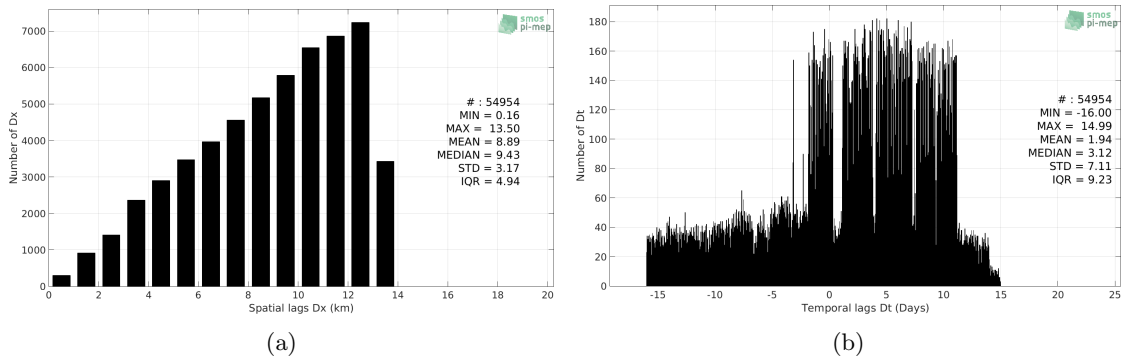 smos
pi-mep
7000
6000
5000
4000
3000
2000
1000
0
Number of Dx
# : 54954
MIN = 0.16
MAX = 13.50
MEAN = 8.89
MEDIAN = 9.43
STD = 3.17
IQR = 4.94
0 2 4 6 8 10 12 14 16 18 20
Spatial lags Dx (km)
(a)
smos
pi-mep
180
160
140
120
100
80
60
40
20
0
Number of Dt
# : 54954
MIN = -16.00
MAX = 14.99
MEAN = 1.94
MEDIAN = 3.12
STD = 7.11
IQR = 9.23
-15 -10 -5 0 5 10 15 20 25
Temporal lags Dt (Days)
(b)